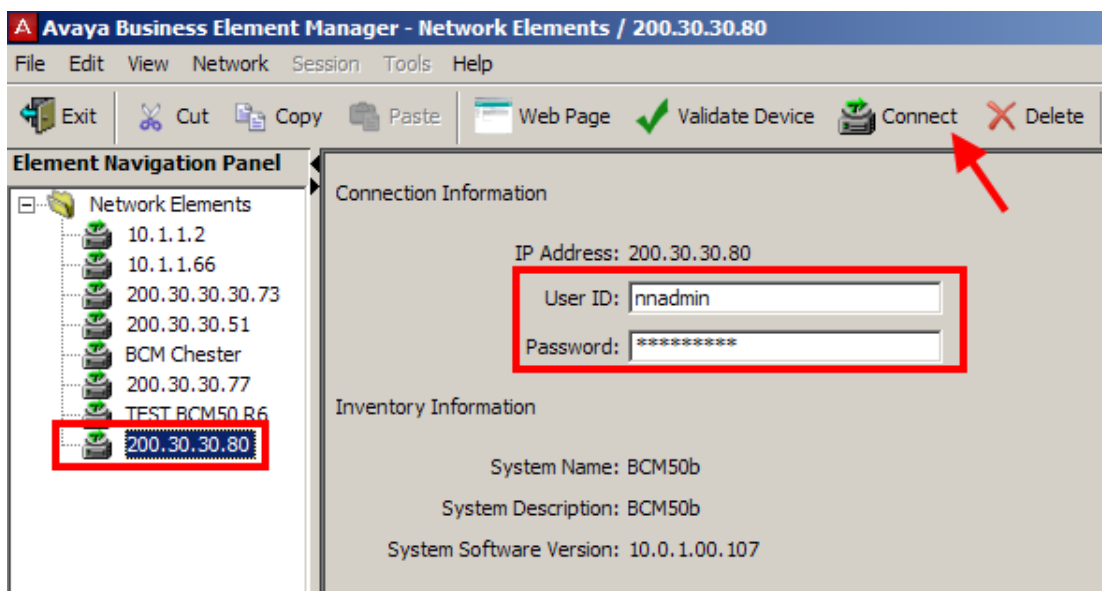 A Avaya Business Element Manager - Network Elements / 200.30.30.80
File Edit View Network Session Tools Help
Exit Cut Copy Paste Web Page Validate Device Connect Delete
Element Navigation Panel
Network Elements
10.1.1.2
10.1.1.66
200.30.30.30.73
200.30.30.51
BCM Chester
200.30.30.77
TEST BCM50 R6
200.30.30.80
Connection Information
IP Address: 200.30.30.80
User ID: nnadmin
Password: *********
Inventory Information
System Name: BCM50b
System Description: BCM50b
System Software Version: 10.0.1.00.107